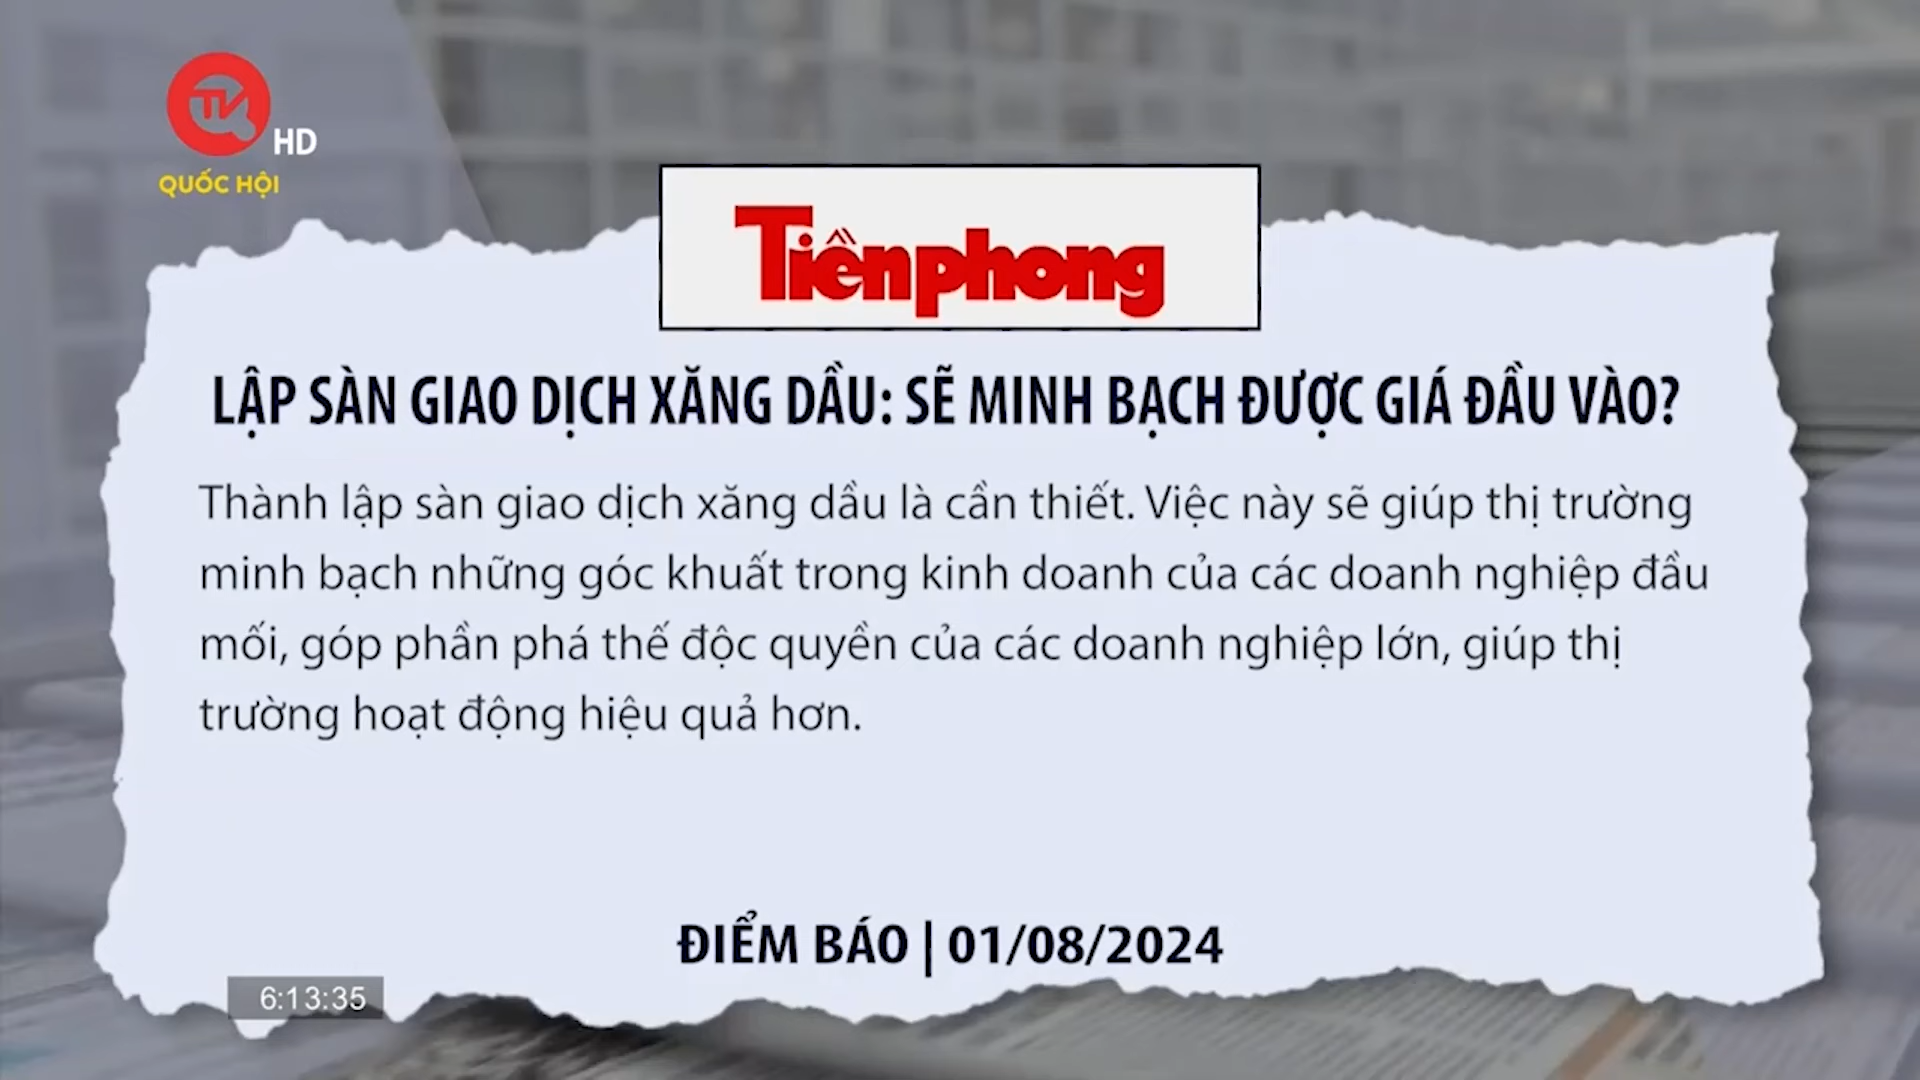 TV
HD
QUỐC HỘI
Tiền phong
LẬP SÀN GIAO DỊCH XĂNG DẦU: SẼ MINH BẠCH ĐƯỢC GIÁ ĐẦU VÀO?
Thành lập sàn giao dịch xăng dầu là cần thiết. Việc này sẽ giúp thị trường
minh bạch những góc khuất trong kinh doanh của các doanh nghiệp đầu
mối, góp phần phá thế độc quyền của các doanh nghiệp lớn, giúp thị
trường hoạt động hiệu quả hơn.
ĐIỂM BÁO | 01/08/2024
6:13:35